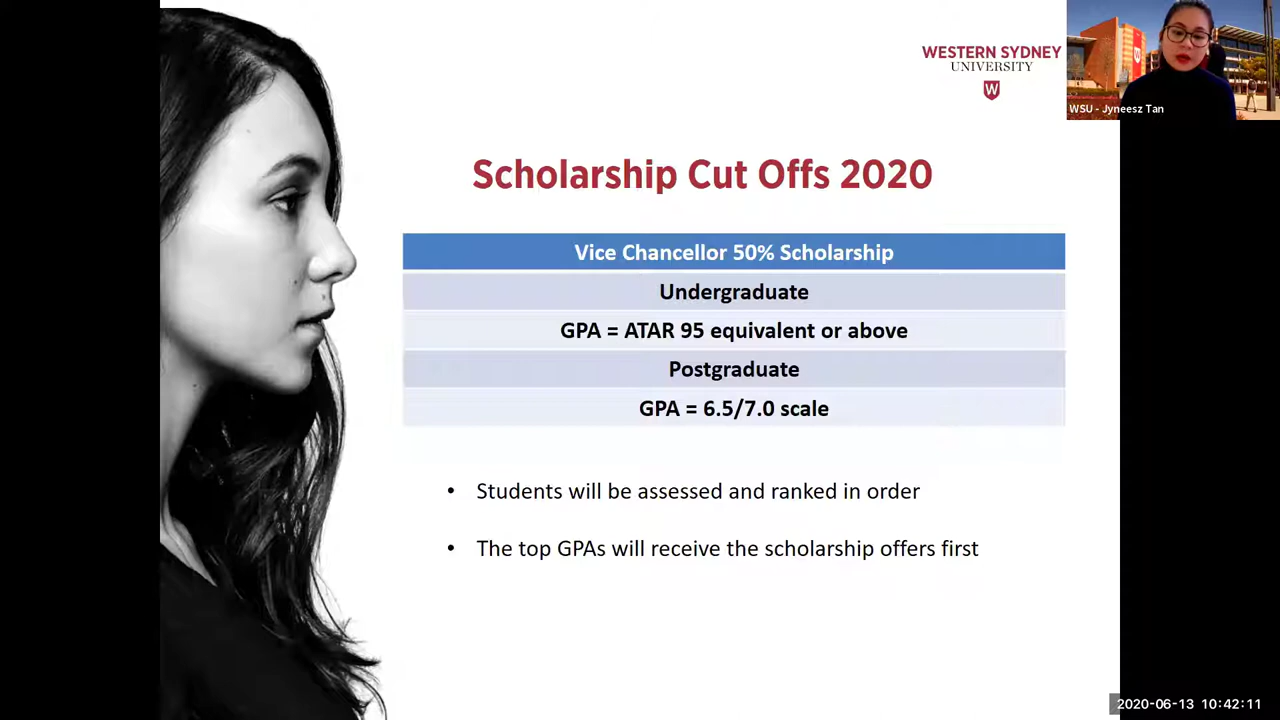 WESTERN SYDNEY
UNIVERSITY
W
WSU - Jyneesz Tan
Scholarship Cut Offs 2020
Vice Chancellor 50% Scholarship
Undergraduate
GPA = ATAR 95 equivalent or above
Postgraduate
GPA = 6.5/7.0 scale
• Students will be assessed and ranked in order
• The top GPAs will receive the scholarship offers first
2020-06-13 10:42:11